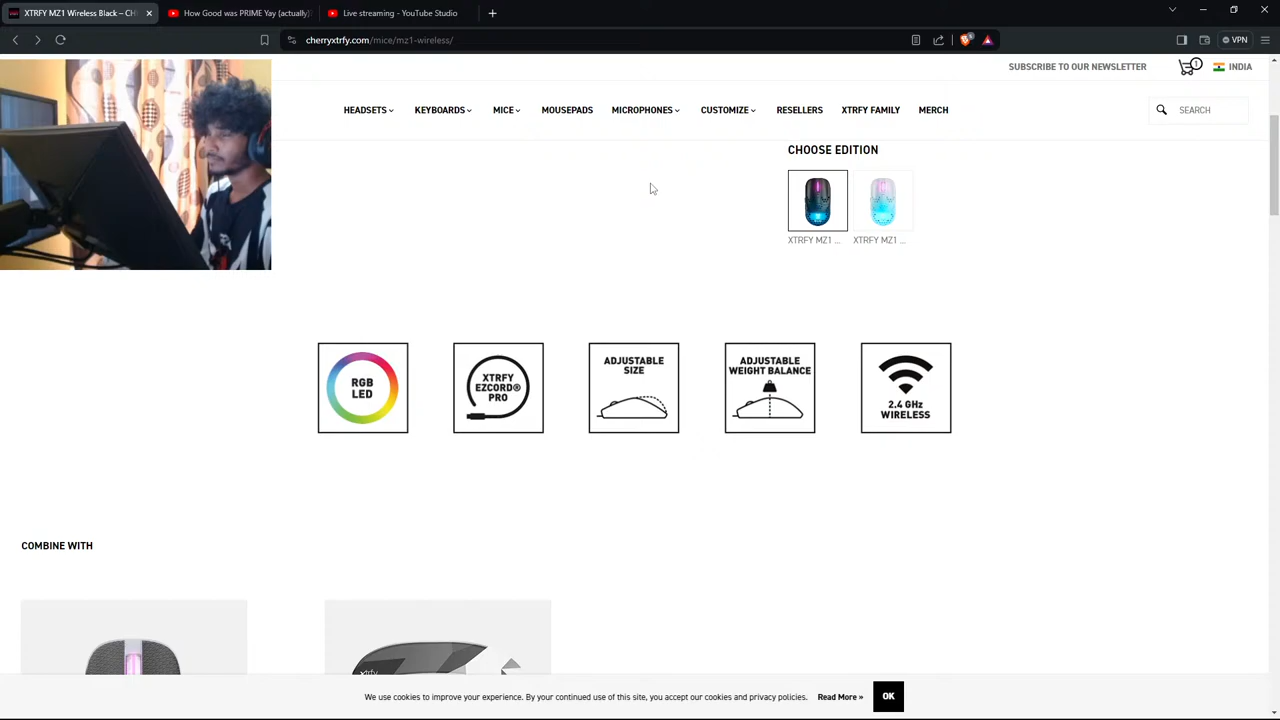 XTRFY MZ1 Wireless Black – CH
How Good was PRIME Yay (actually)
Live streaming - YouTube Studio
cherryxtrfy.com/mice/mz1-wireless/
VPN
SUBSCRIBE TO OUR NEWSLETTER
1
INDIA
HEADSETS
KEYBOARDS
MICE
MOUSEPADS
MICROPHONES
CUSTOMIZE
RESELLERS
XTRFY FAMILY
MERCH
SEARCH
CHOOSE EDITION
XTRFY MZ1 ...
XTRFY MZ1 ...
RGB
LED
XTRFY
EZCORD®
PRO
ADJUSTABLE
SIZE
ADJUSTABLE
WEIGHT BALANCE
2.4 GHz
WIRELESS
COMBINE WITH
xtrfy
We use cookies to improve your experience. By your continued use of this site, you accept our cookies and privacy policies. Read More »
OK